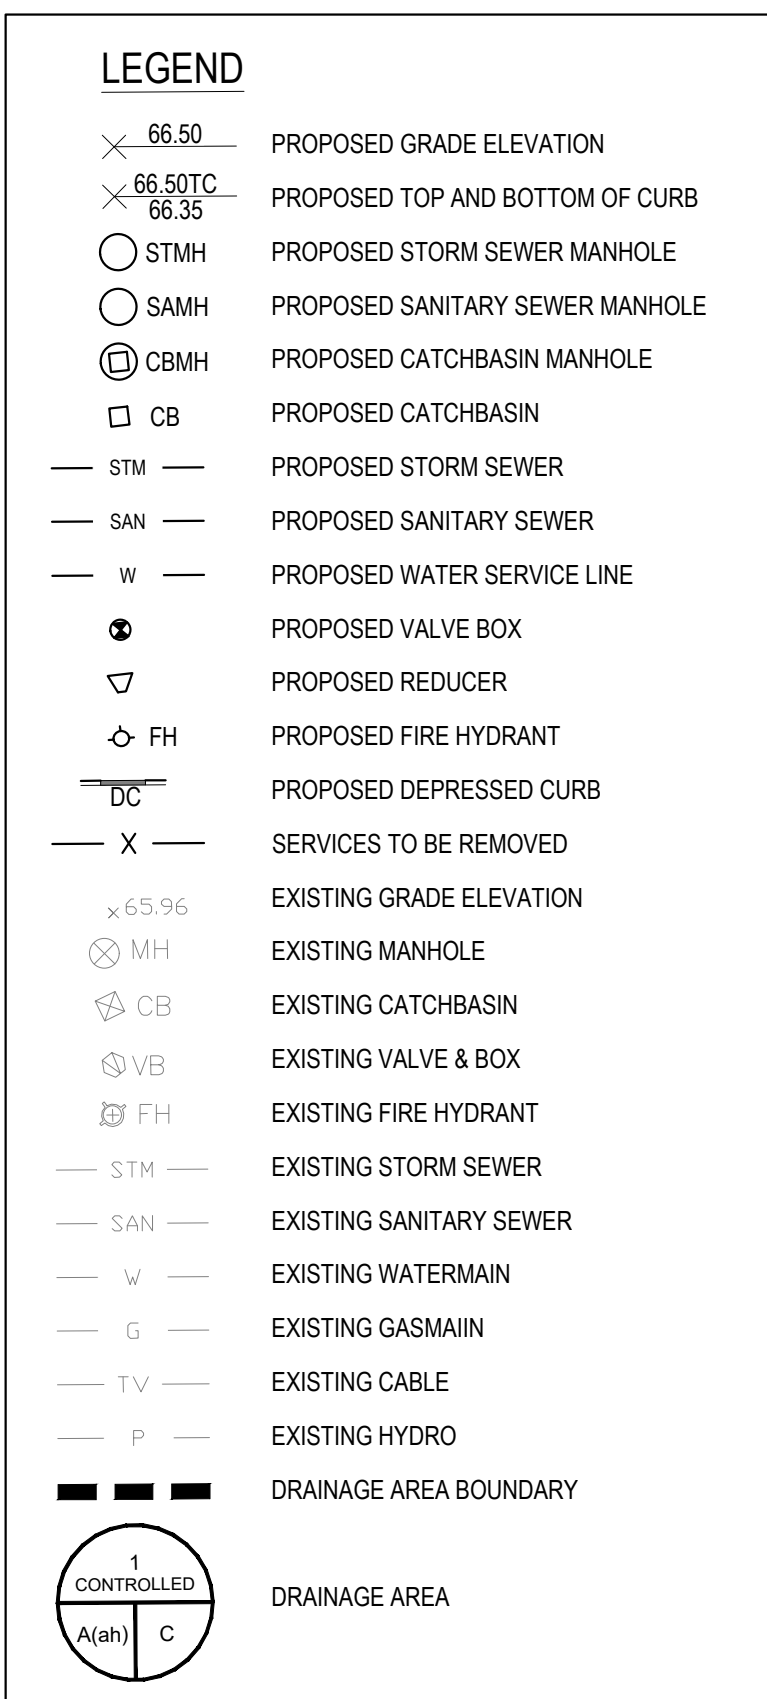 LEGEND
66.50 PROPOSED GRADE ELEVATION
66.50TC
66.35 PROPOSED TOP AND BOTTOM OF CURB
STMH PROPOSED STORM SEWER MANHOLE
SAMH PROPOSED SANITARY SEWER MANHOLE
CBMH PROPOSED CATCHBASIN MANHOLE
CB PROPOSED CATCHBASIN
STM PROPOSED STORM SEWER
SAN PROPOSED SANITARY SEWER
W PROPOSED WATER SERVICE LINE
PROPOSED VALVE BOX
PROPOSED REDUCER
FH PROPOSED FIRE HYDRANT
DC PROPOSED DEPRESSED CURB
X SERVICES TO BE REMOVED
x65.96 EXISTING GRADE ELEVATION
MH EXISTING MANHOLE
CB EXISTING CATCHBASIN
VB EXISTING VALVE & BOX
FH EXISTING FIRE HYDRANT
STM EXISTING STORM SEWER
SAN EXISTING SANITARY SEWER
W EXISTING WATERMAIN
G EXISTING GASMAIIN
TV EXISTING CABLE
P EXISTING HYDRO
DRAINAGE AREA BOUNDARY
1
CONTROLLED
DRAINAGE AREA
A(ah) C